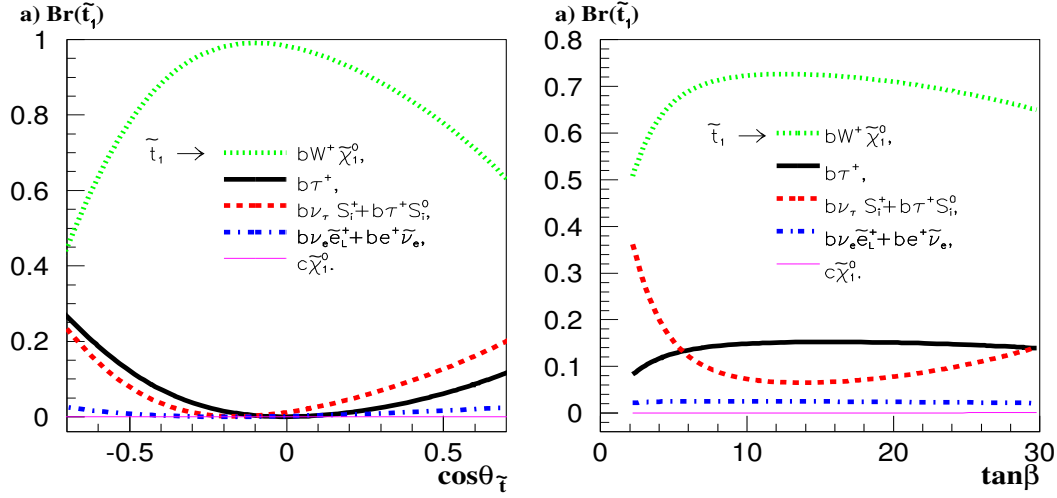 a) Br(t̃₁)
1
0.8
0.6
0.4
0.2
0
-0.5 0 0.5
cosθ_t̃
t̃₁ →
bW⁺χ̃₁⁰,
bτ⁺,
bν_τ S_i⁺+bτ⁺S_i⁰,
bν_e ẽ_L⁺+be⁺ν̃_e,
cχ̃₁⁰.
a) Br(t̃₁)
0.8
0.7
0.6
0.5
0.4
0.3
0.2
0.1
0
0 10 20 30
tanβ
t̃₁ →
bW⁺χ̃₁⁰,
bτ⁺,
bν_τ S_i⁺+bτ⁺S_i⁰,
bν_e ẽ_L⁺+be⁺ν̃_e,
cχ̃₁⁰.